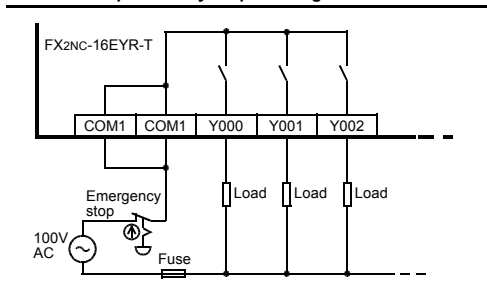 FX2NC-16EYR-T
COM1 COM1 Y000 Y001 Y002
Load Load Load
Emergency
stop
100V
AC
Fuse